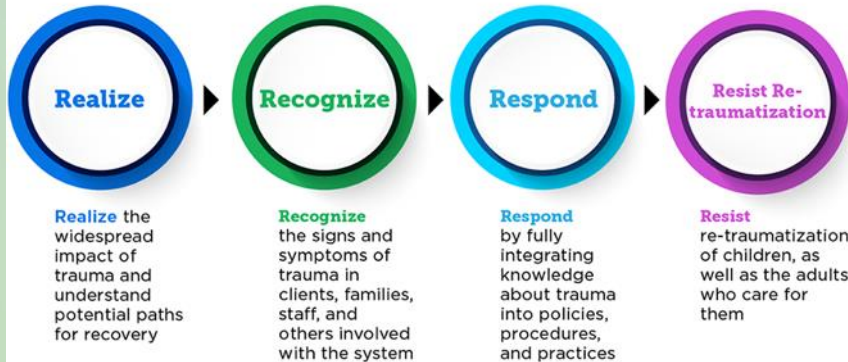 Realize
Recognize
Respond
Resist Re-
traumatization
Realize the
widespread
impact of
trauma and
understand
potential paths
for recovery
Recognize
the signs and
symptoms of
trauma in
clients, families,
staff, and
others involved
with the system
Respond
by fully
integrating
knowledge
about trauma
into policies,
procedures,
and practices
Resist
re-traumatization
of children, as
well as the adults
who care for
them